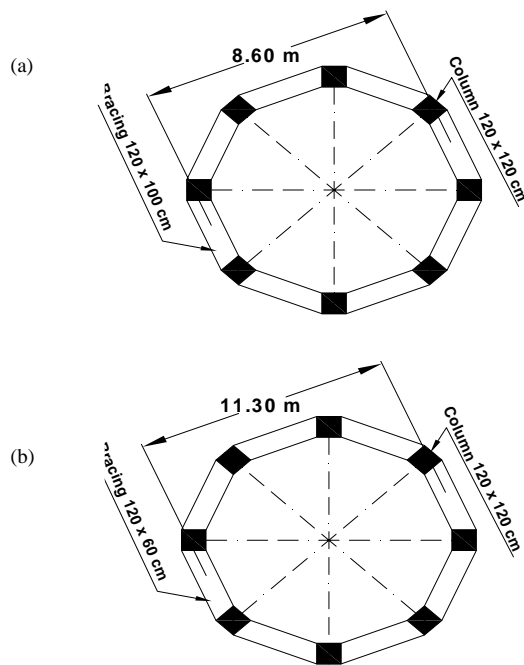 (a)
8.60 m
Bracing 120 x 100 cm
Column 120 x 120 cm
(b)
11.30 m
Bracing 120 x 60 cm
Column 120 x 120 cm